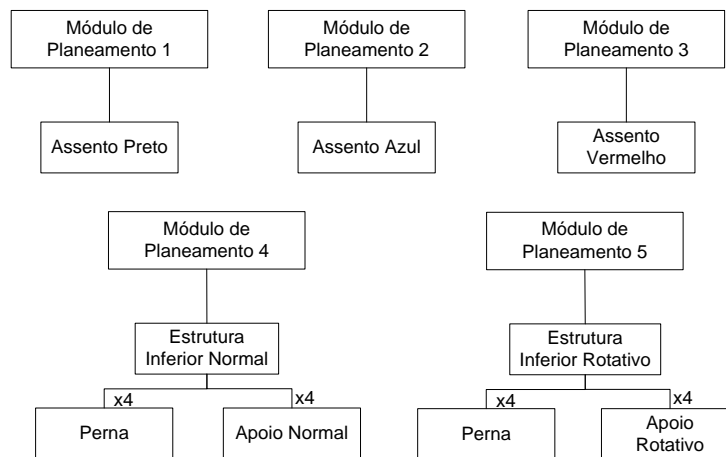 Módulo de
Planeamento 1
Módulo de
Planeamento 2
Módulo de
Planeamento 3
Assento Preto
Assento Azul
Assento
Vermelho
Módulo de
Planeamento 4
Módulo de
Planeamento 5
Estrutura
Inferior Normal
Estrutura
Inferior Rotativo
x4
x4
x4
x4
Perna
Apoio Normal
Perna
Apoio
Rotativo